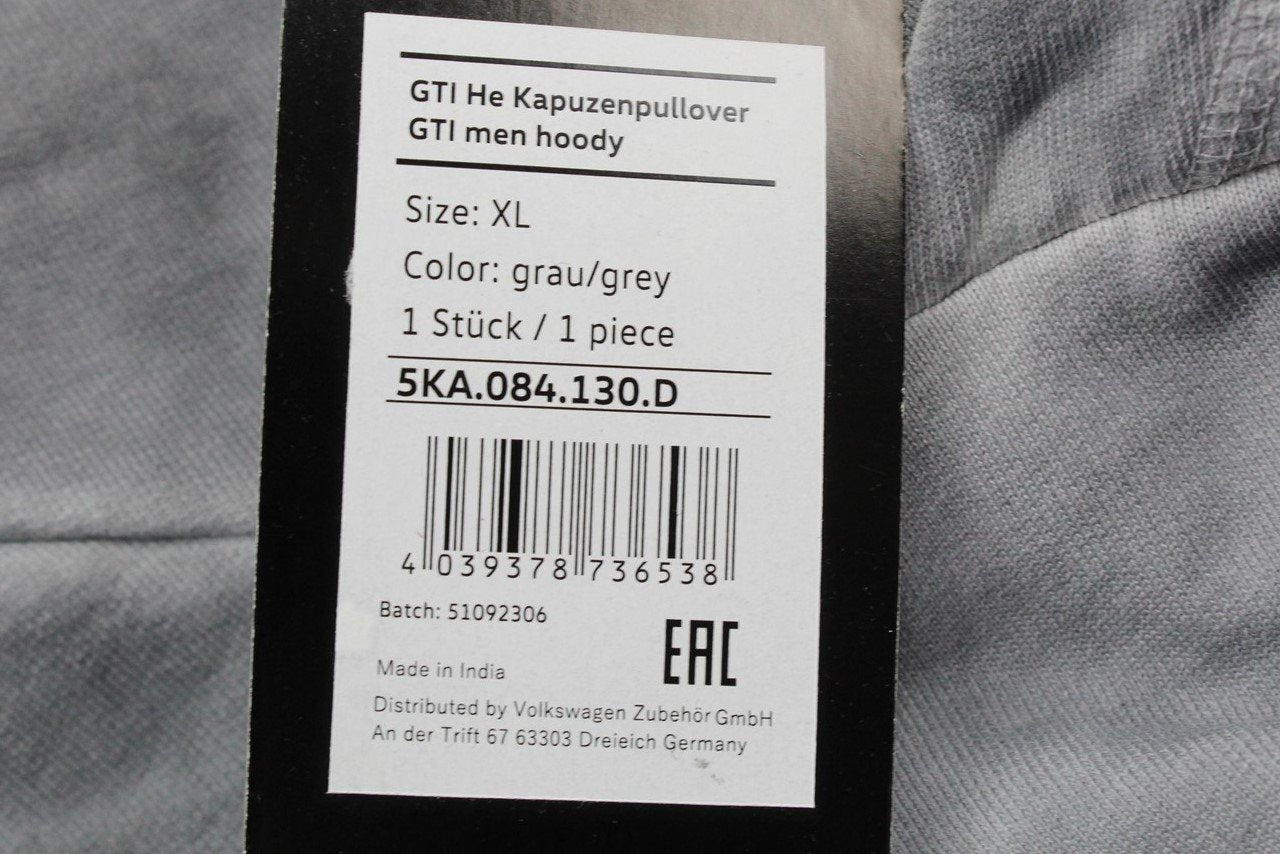 GTI He Kapuzenpullover
GTI men hoody
Size: XL
Color: grau/grey
1 Stück / 1 piece
5KA.084.130.D
4 039378 736538
Batch: 51092306
EAC
Made in India
Distributed by Volkswagen Zubehör GmbH
An der Trift 67 63303 Dreieich Germany